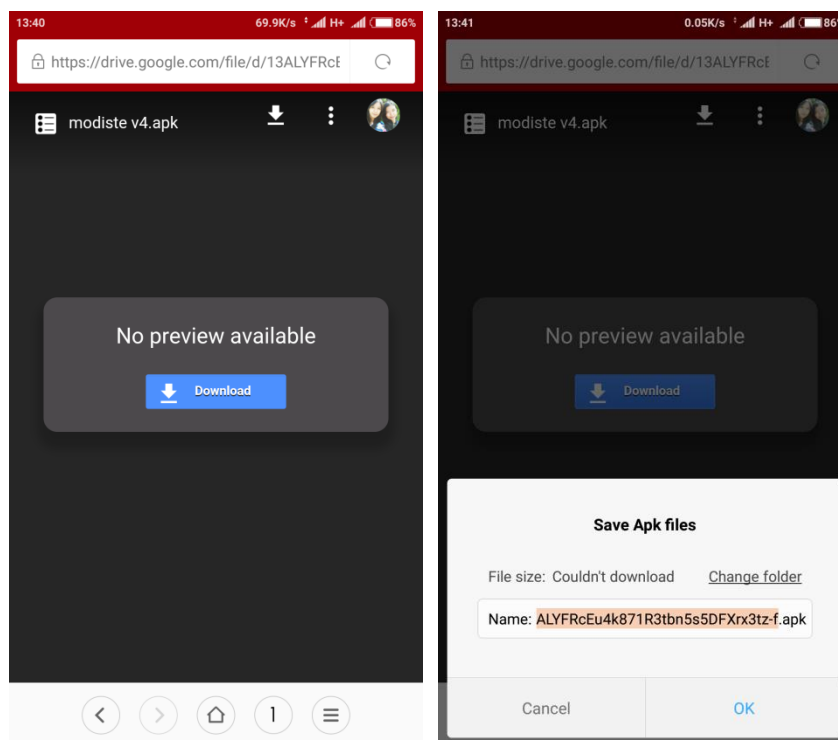 13:40
69.9K/s H+ 86%
https://drive.google.com/file/d/13ALYFRcE
modiste v4.apk
No preview available
Download
1
13:41
0.05K/s H+ 86%
https://drive.google.com/file/d/13ALYFRcE
modiste v4.apk
No preview available
Download
Save Apk files
File size: Couldn't download
Change folder
Name: ALYFRcEu4k871R3tbn5s5DFXrx3tz-f.apk
Cancel
OK